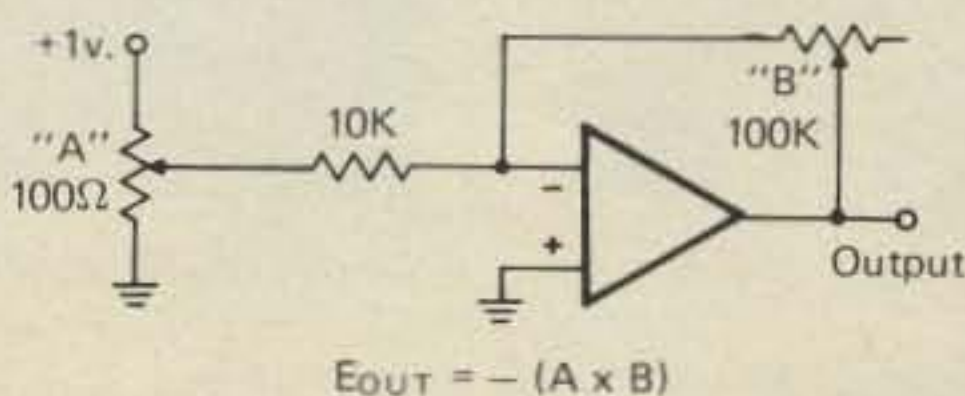 +1v.
"A"
100Ω
10K
"B"
100K
−
+
Output
EOUT = − (A x B)